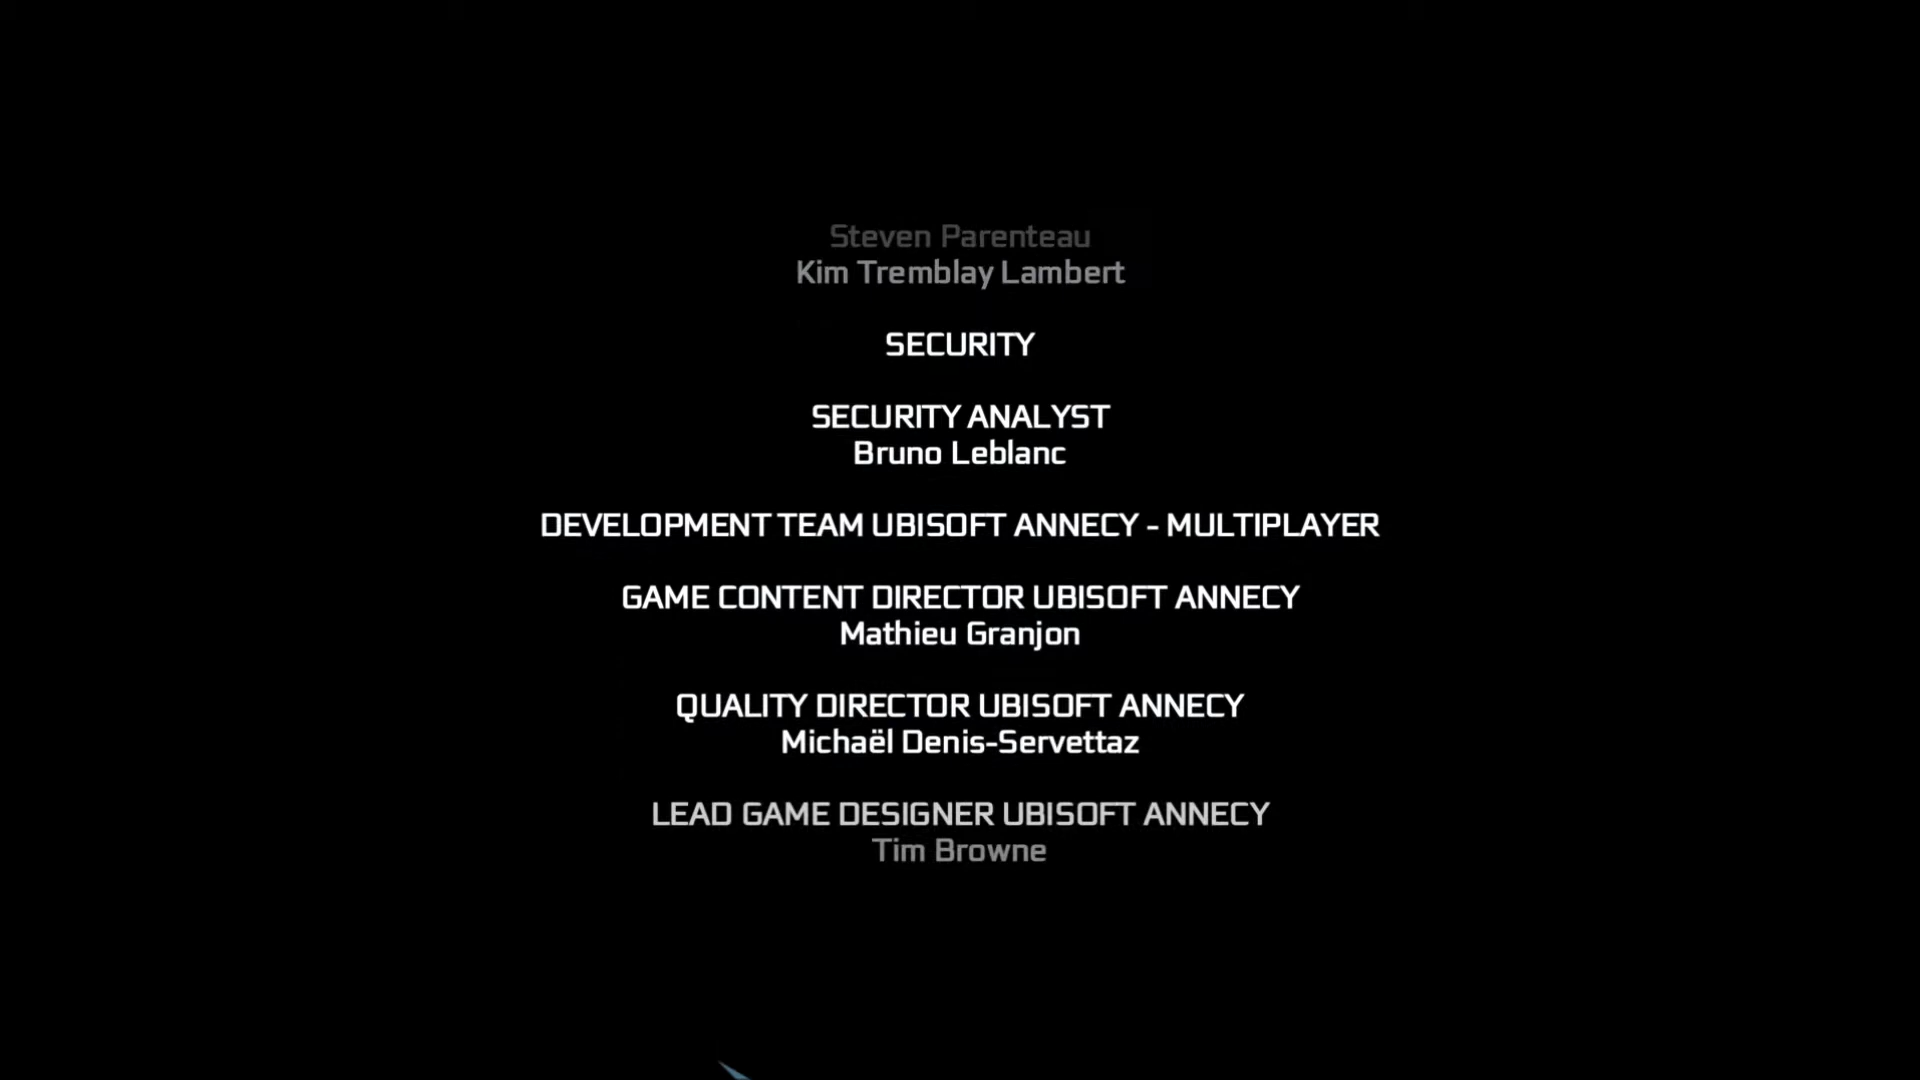 Steven Parenteau
Kim Tremblay Lambert
SECURITY
SECURITY ANALYST
Bruno Leblanc
DEVELOPMENT TEAM UBISOFT ANNECY - MULTIPLAYER
GAME CONTENT DIRECTOR UBISOFT ANNECY
Mathieu Granjon
QUALITY DIRECTOR UBISOFT ANNECY
Michaël Denis-Servettaz
LEAD GAME DESIGNER UBISOFT ANNECY
Tim Browne